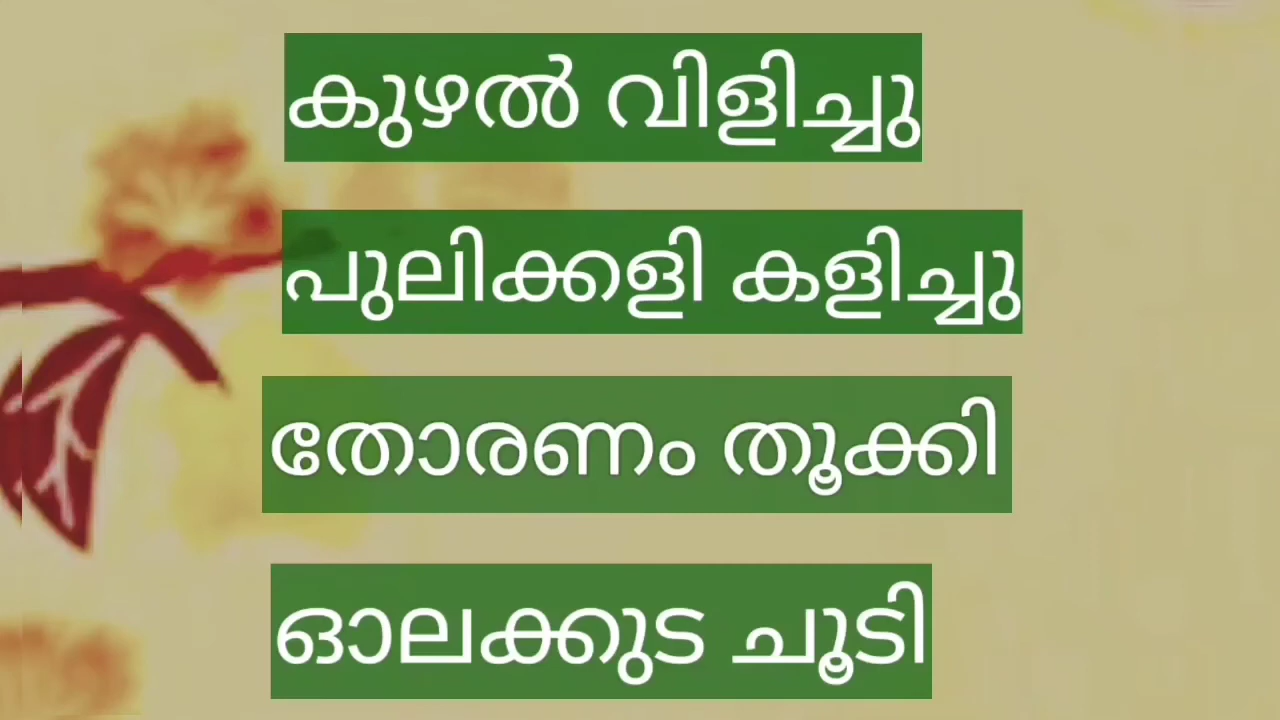 കുഴൽ വിളിച്ചു
പുലിക്കളി കളിച്ചു
തോരണം തൂക്കി
ഓലക്കുട ചൂടി